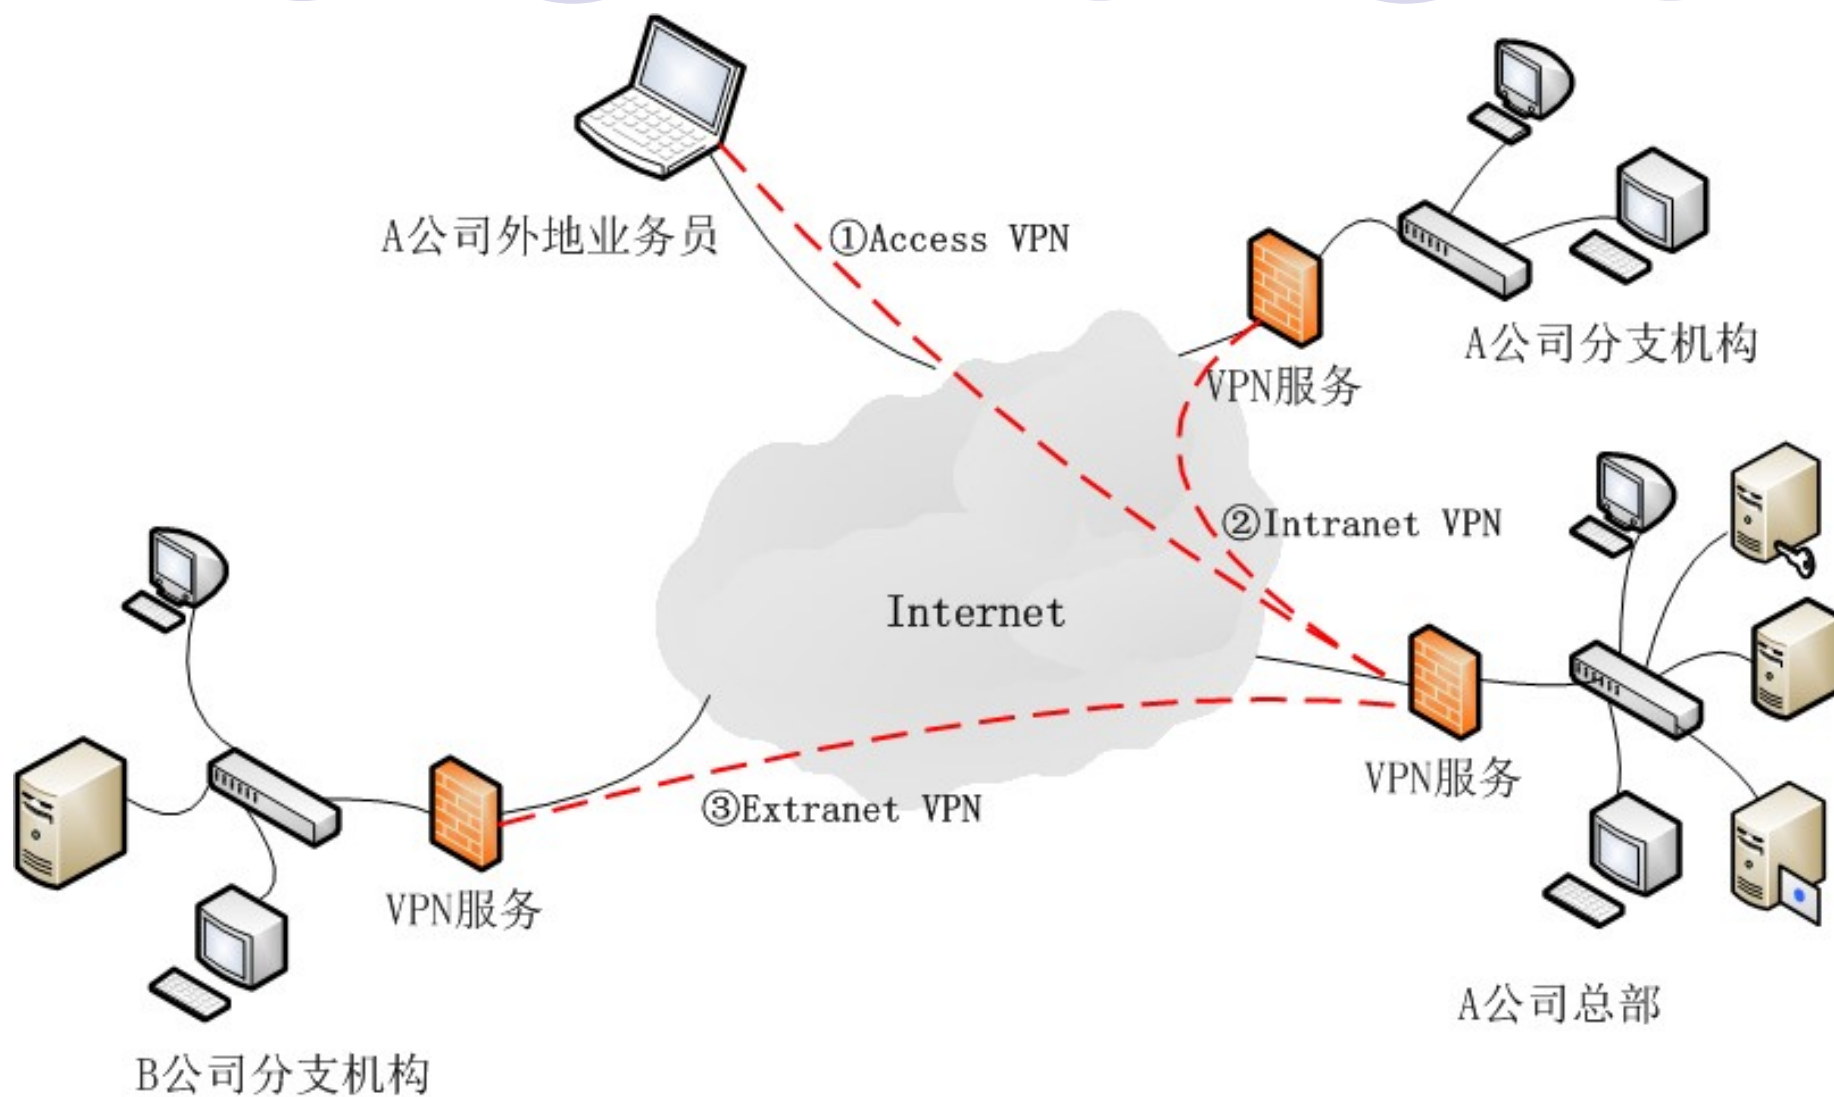 A公司外地业务员
①Access VPN
A公司分支机构
VPN服务
②Intranet VPN
Internet
VPN服务
③Extranet VPN
VPN服务
A公司总部
B公司分支机构